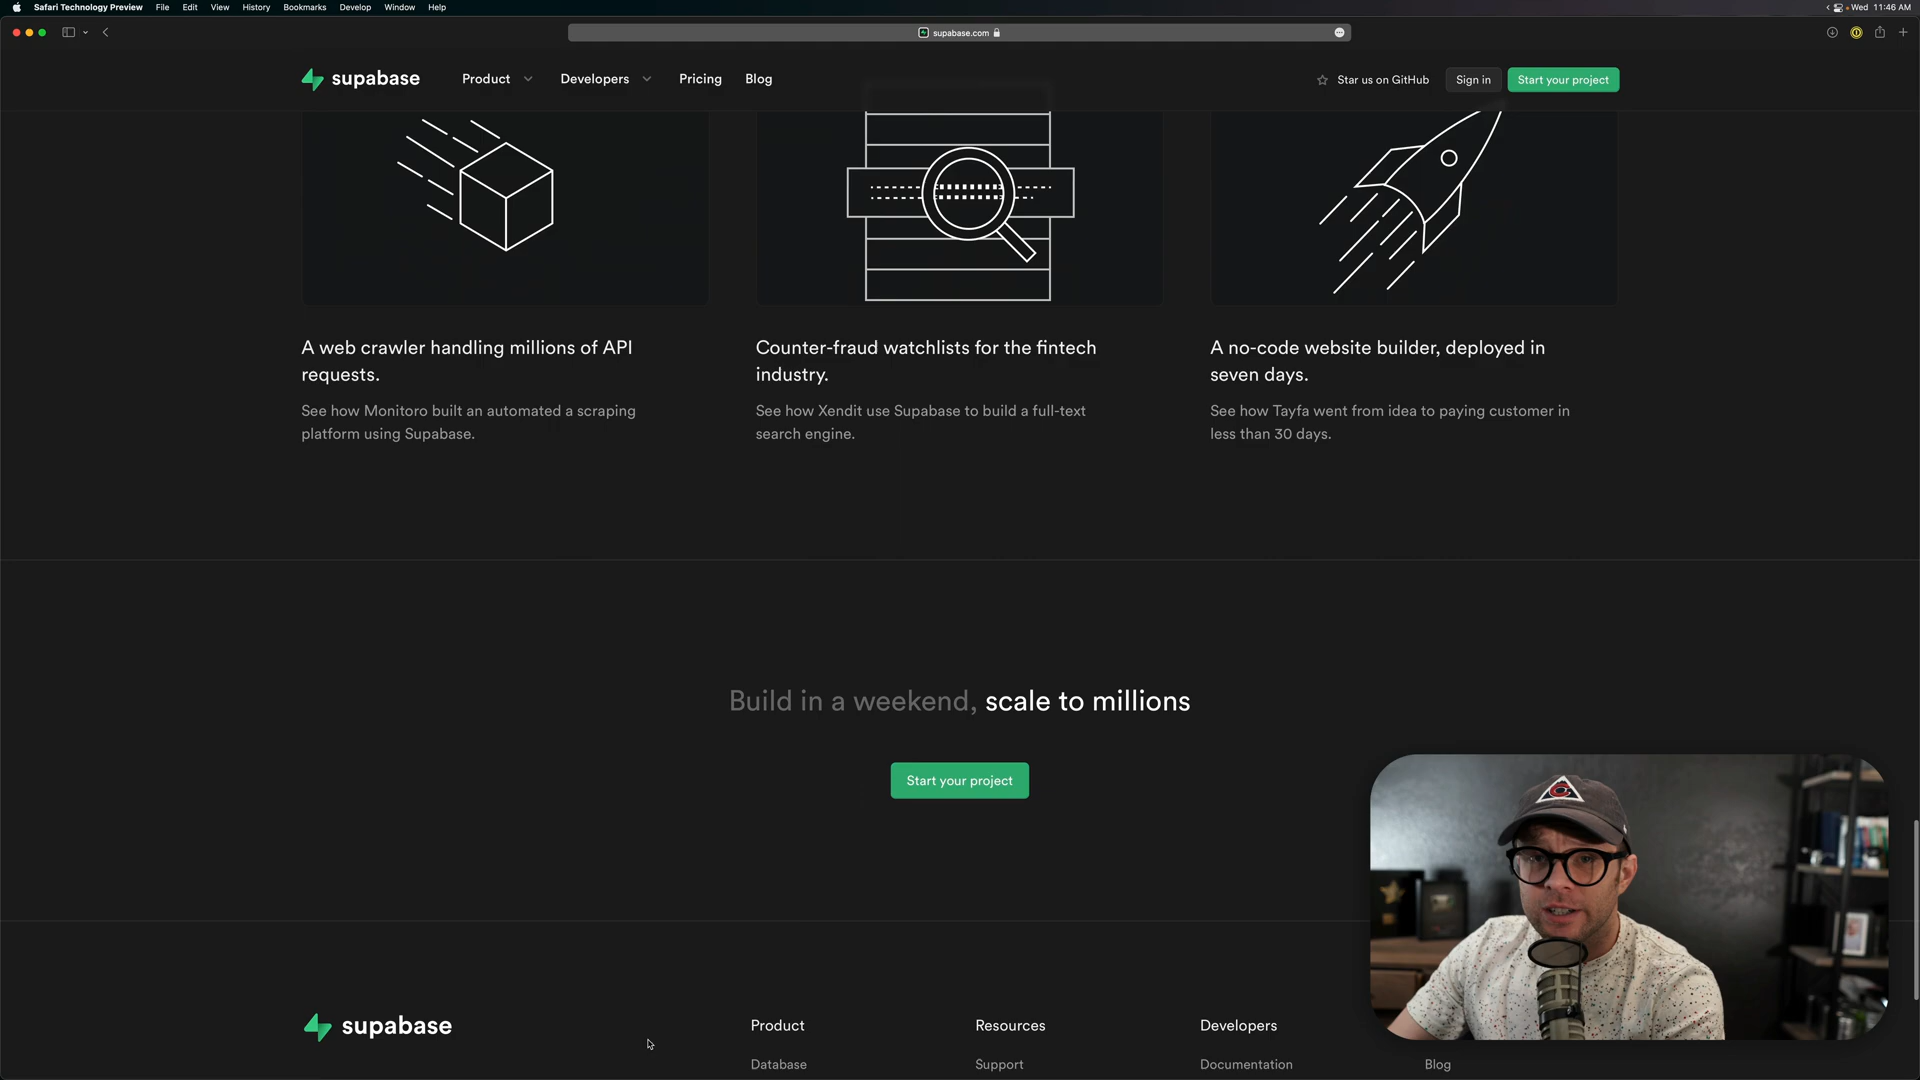 Safari Technology Preview File Edit View History Bookmarks Develop Window Help Wed 11:46 AM
supabase.com
supabase Product Developers Pricing Blog Star us on GitHub Sign in Start your project
A web crawler handling millions of API
requests.
See how Monitoro built an automated a scraping
platform using Supabase.
Counter-fraud watchlists for the fintech
industry.
See how Xendit use Supabase to build a full-text
search engine.
A no-code website builder, deployed in
seven days.
See how Tayfa went from idea to paying customer in
less than 30 days.
Build in a weekend, scale to millions
Start your project
supabase
Product
Database
Resources
Support
Developers
Documentation
Blog